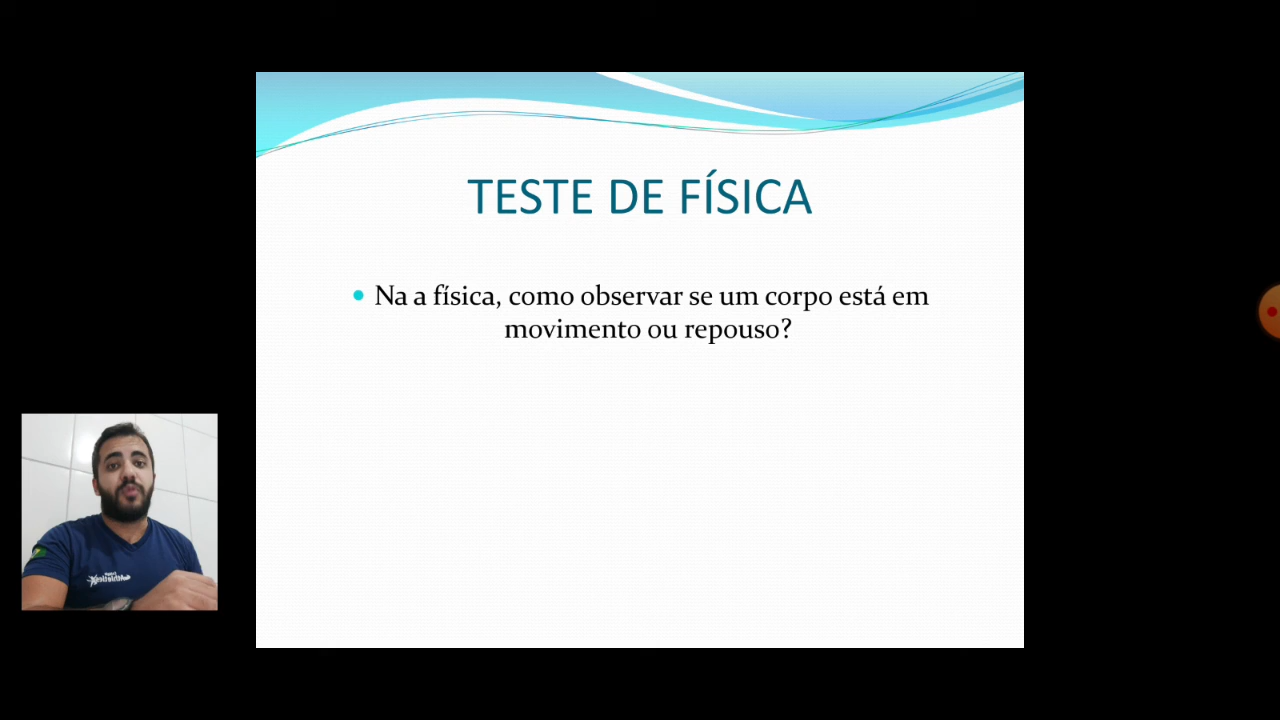 TESTE DE FÍSICA
Na a física, como observar se um corpo está em
movimento ou repouso?